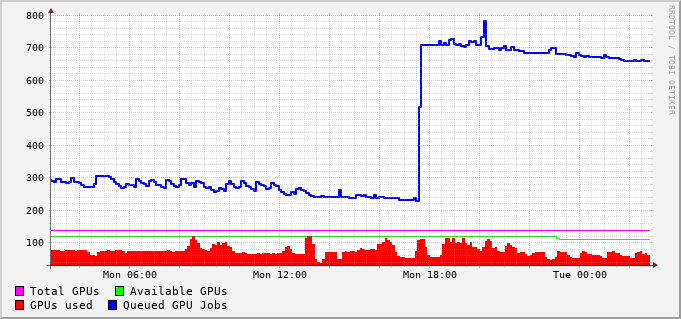 800
700
600
500
400
300
200
100
Mon 06:00 Mon 12:00 Mon 18:00 Tue 00:00
Total GPUs Available GPUs
GPUs used Queued GPU Jobs
RRDTOOL / TOBI OETIKER